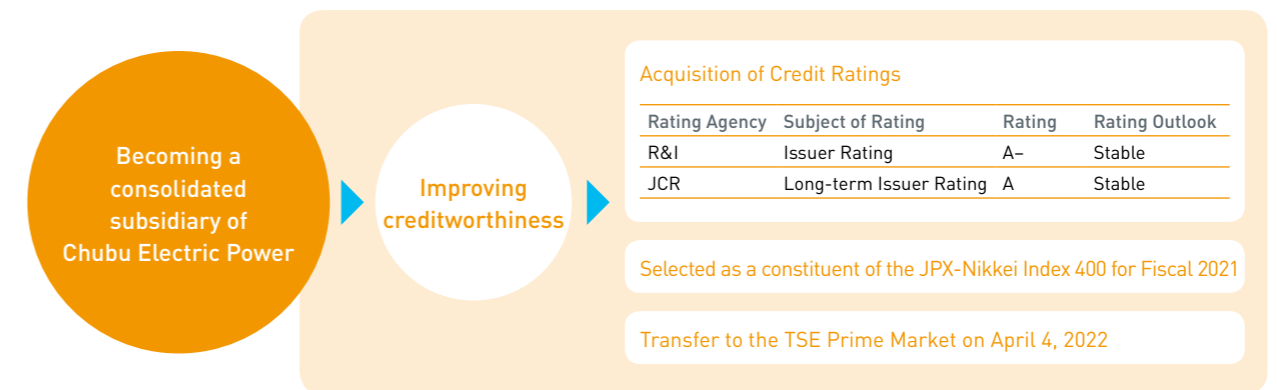 Becoming a
consolidated
subsidiary of
Chubu Electric Power
Improving
creditworthiness
Acquisition of Credit Ratings
Rating Agency Subject of Rating Rating Rating Outlook
R&I Issuer Rating A– Stable
JCR Long-term Issuer Rating A Stable
Selected as a constituent of the JPX-Nikkei Index 400 for Fiscal 2021
Transfer to the TSE Prime Market on April 4, 2022